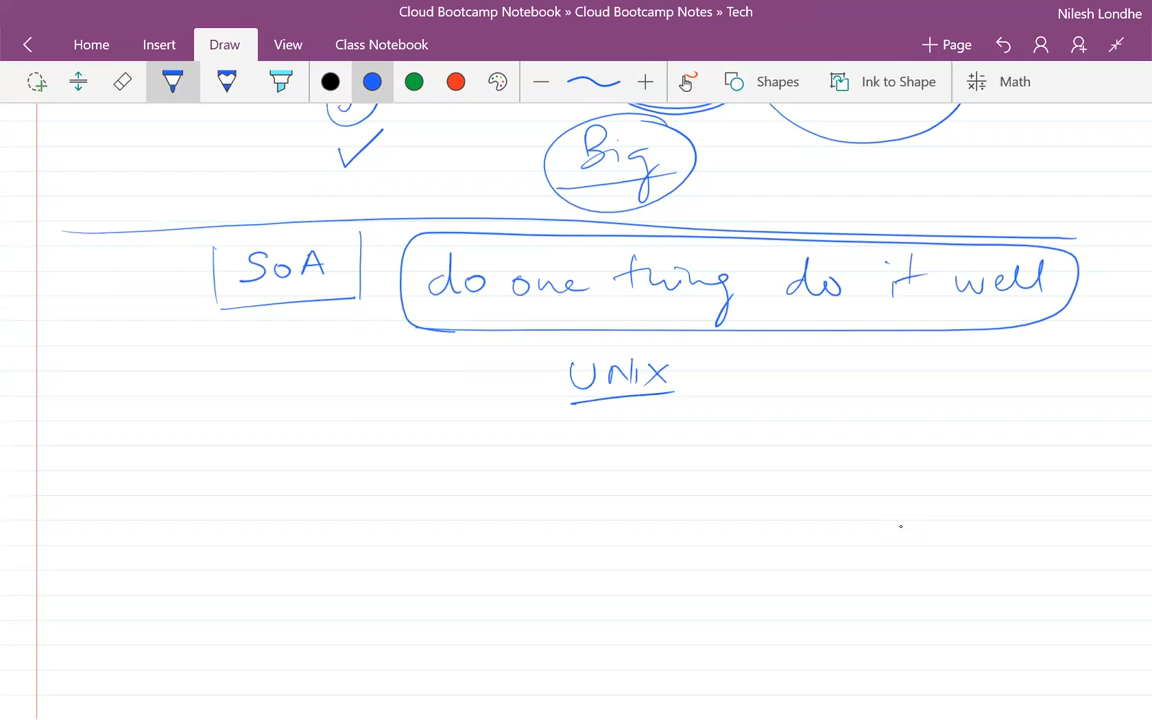 Cloud Bootcamp Notebook » Cloud Bootcamp Notes » Tech
Nilesh Londhe
Home Insert Draw View Class Notebook
Page
Shapes Ink to Shape Math
Big
SOA do one thing do it well
UNIX